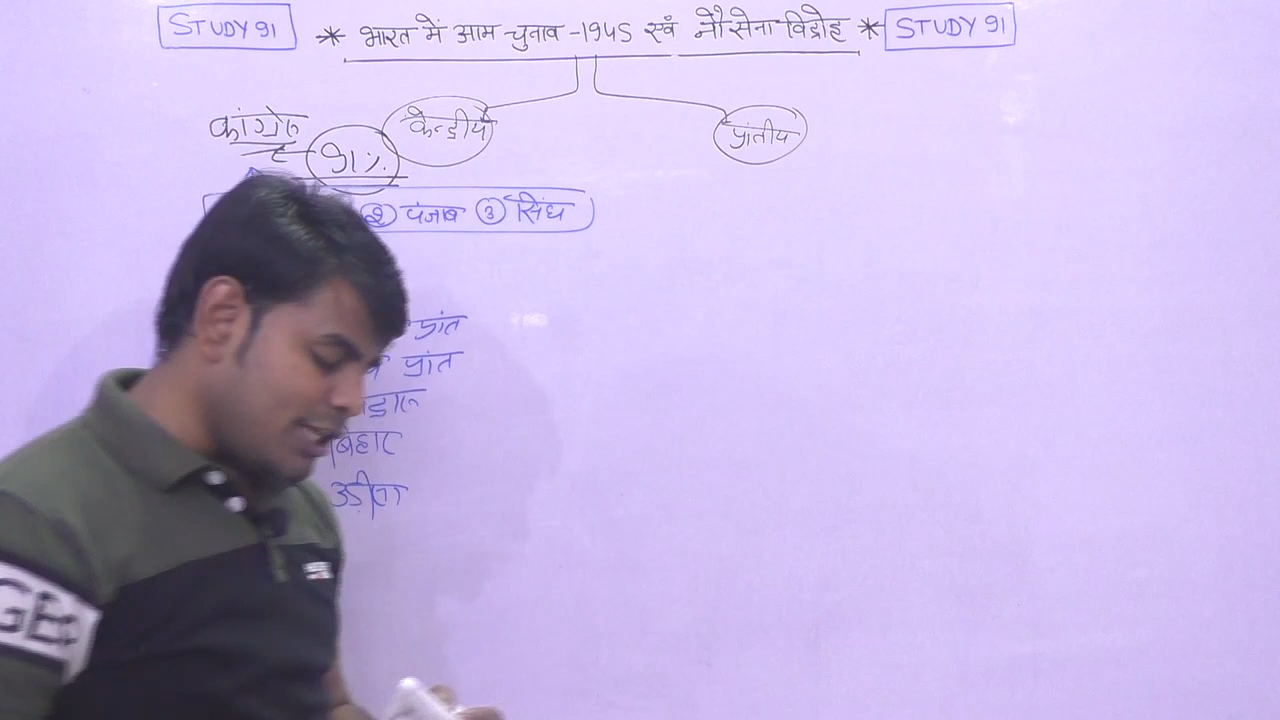 STUDY 91 * भारत में आम चुनाव -1945 एवं नौसेना विद्रोह * STUDY 91
कांग्रेस 91% केन्द्रीय प्रांतीय
② पंजाब ③ सिंध
प्रांत
प्रांत
बिहार
उड़ीसा